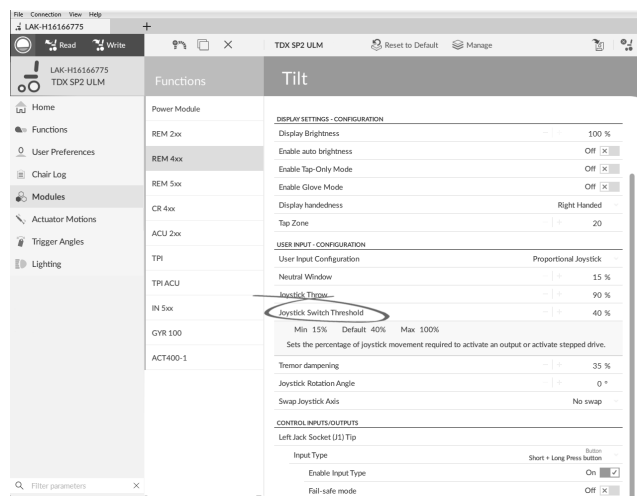 File Connection View Help
LAK-H16166775 +
Read Write TDX SP2 ULM Reset to Default Manage
LAK-H16166775
TDX SP2 ULM
Functions
Tilt
Home
Functions
User Preferences
Chair Log
Modules
Actuator Motions
Trigger Angles
Lighting
Power Module
REM 2xx
REM 4xx
REM 5xx
CR 4xx
ACU 2xx
TPI
TPI ACU
IN 5xx
GYR 100
ACT400-1
DISPLAY SETTINGS - CONFIGURATION
Display Brightness - + 100 %
Enable auto brightness Off
Enable Tap-Only Mode Off
Enable Glove Mode Off
Display handedness Right Handed
Tap Zone - + 20
USER INPUT - CONFIGURATION
User Input Configuration Proportional Joystick
Neutral Window - + 15 %
Joystick Throw - + 90 %
Joystick Switch Threshold - + 40 %
Min 15% Default 40% Max 100%
Sets the percentage of joystick movement required to activate an output or activate stepped drive.
Tremor dampening - + 35 %
Joystick Rotation Angle - + 0 °
Swap Joystick Axis No swap
CONTROL INPUTS/OUTPUTS
Left Jack Socket (J1) Tip
Input Type Button
Short + Long Press button
Enable Input Type On
Fail-safe mode Off
Filter parameters